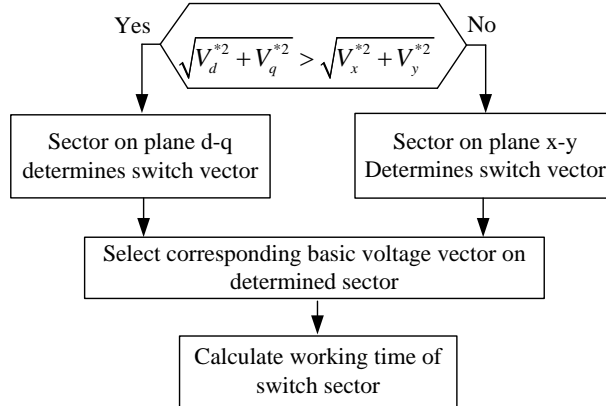 Yes
No
√(V_d^{*2} + V_q^{*2}) > √(V_x^{*2} + V_y^{*2})
Sector on plane d-q
determines switch vector
Sector on plane x-y
Determines switch vector
Select corresponding basic voltage vector on
determined sector
Calculate working time of
switch sector